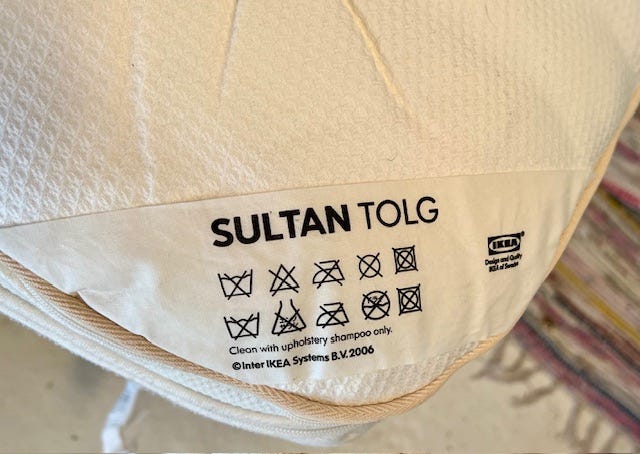 SULTAN TOLG
IKEA®
Design and Quality
IKEA of Sweden
Clean with upholstery shampoo only.
©Inter IKEA Systems B.V. 2006